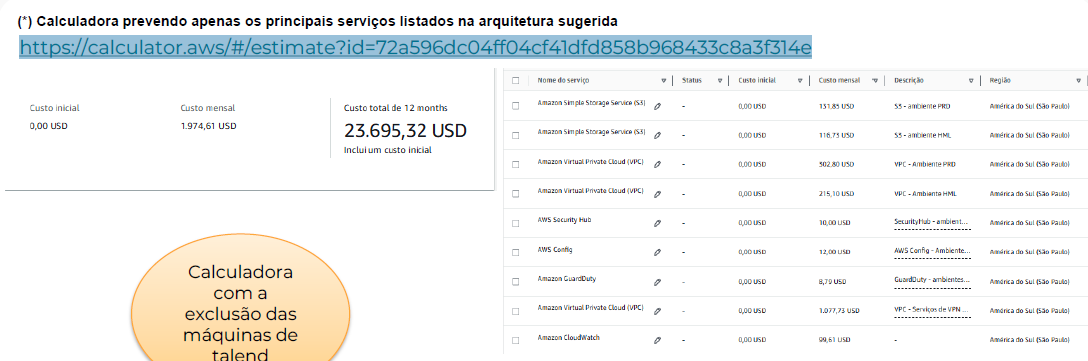 (*) Calculadora prevendo apenas os principais serviços listados na arquitetura sugerida
https://calculator.aws/#/estimate?id=72a596dc04ff04cf41dfd858b968433c8a3f314e
Custo inicial
0,00 USD
Custo mensal
1.974,61 USD
Custo total de 12 months
23.695,32 USD
Inclui um custo inicial
Nome do serviço Status Custo inicial Custo mensal Descrição Região
Amazon Simple Storage Service (S3) - 0,00 USD 131,85 USD S3 - ambiente PRD América do Sul (São Paulo)
Amazon Simple Storage Service (S3) - 0,00 USD 116,73 USD S3 - ambiente HML América do Sul (São Paulo)
Amazon Virtual Private Cloud (VPC) - 0,00 USD 302,80 USD VPC - Ambiente PRD América do Sul (São Paulo)
Amazon Virtual Private Cloud (VPC) - 0,00 USD 215,10 USD VPC - Ambiente HML América do Sul (São Paulo)
AWS Security Hub - 0,00 USD 10,00 USD SecurityHub - ambient... América do Sul (São Paulo)
AWS Config - 0,00 USD 12,00 USD AWS Config - Ambiente... América do Sul (São Paulo)
Amazon GuardDuty - 0,00 USD 8,79 USD GuardDuty - ambientes... América do Sul (São Paulo)
Amazon Virtual Private Cloud (VPC) - 0,00 USD 1.077,73 USD VPC - Serviços de VPN ... América do Sul (São Paulo)
Amazon CloudWatch - 0,00 USD 99,61 USD - América do Sul (São Paulo)
Calculadora
com a
exclusão das
máquinas de
talend